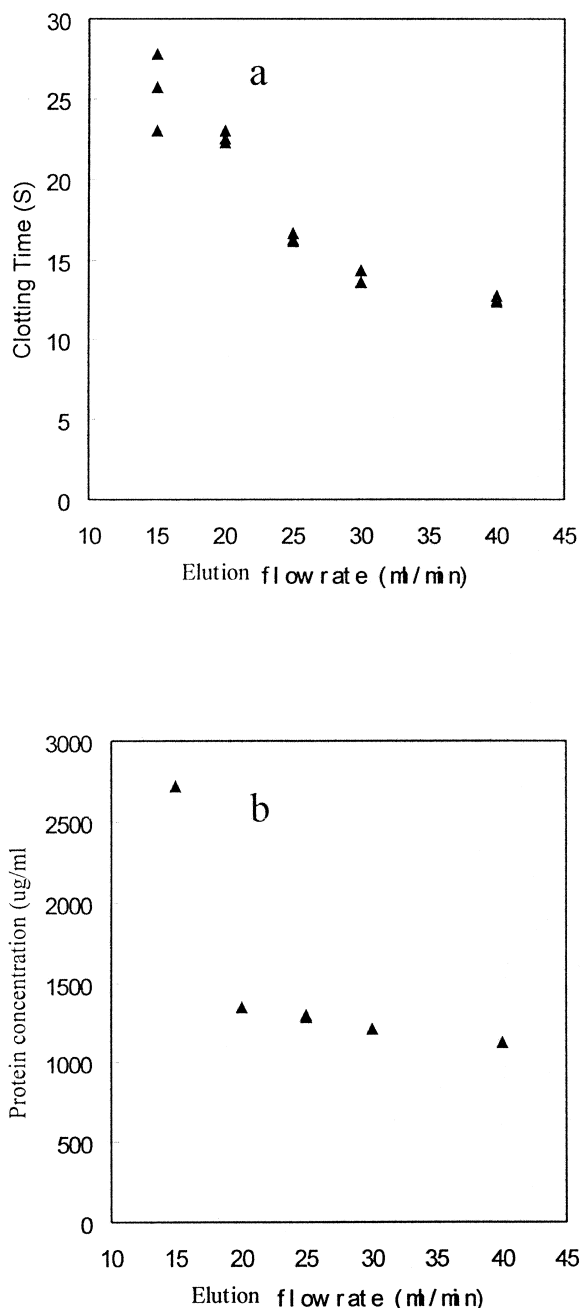 30
a
25
20
15
10
5
0
Clotting Time (S)
10 15 20 25 30 35 40 45
Elution flow rate (ml/min)
3000
b
2500
2000
1500
1000
500
0
Protein concentration (ug/ml
10 15 20 25 30 35 40 45
Elution flow rate (ml/min)